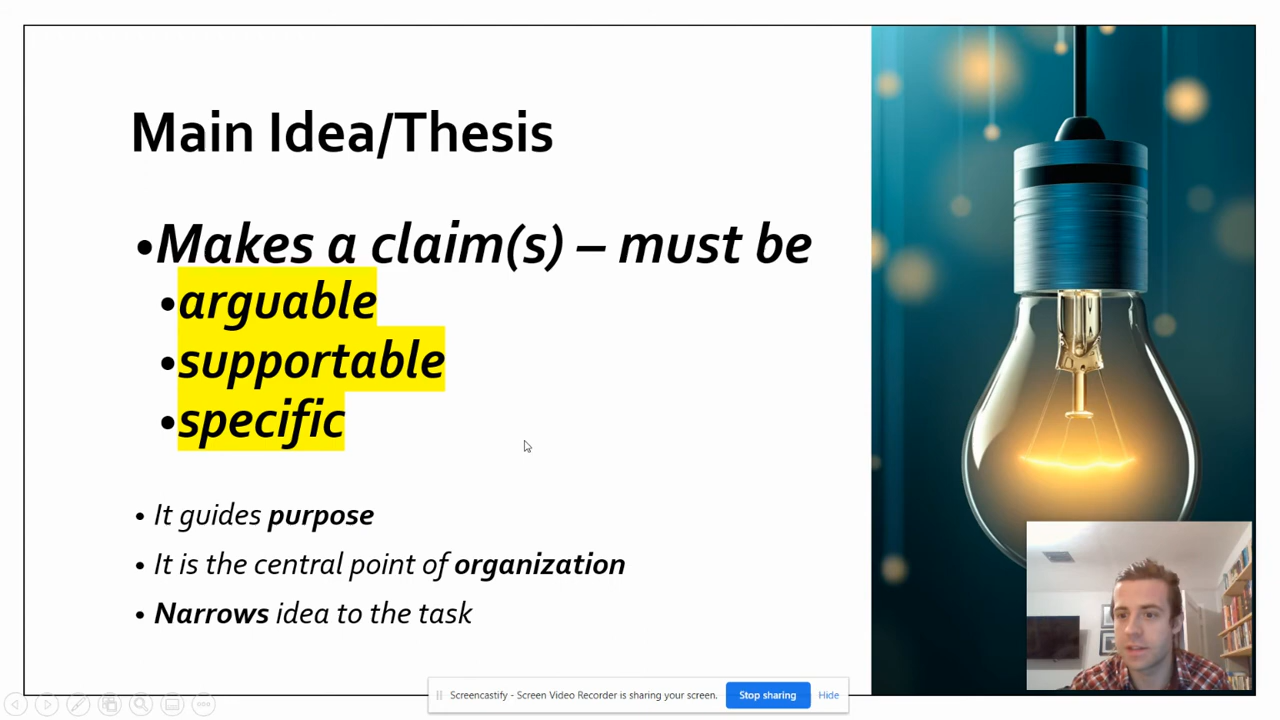 Main Idea/Thesis
•Makes a claim(s) – must be
•arguable
•supportable
•specific
• It guides purpose
• It is the central point of organization
• Narrows idea to the task
Screencastify - Screen Video Recorder is sharing your screen. Stop sharing Hide